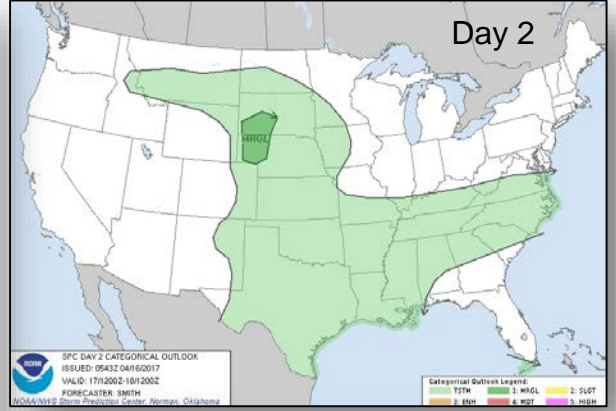 Day 2
MRGL
NOAA
SPC DAY 2 CATEGORICAL OUTLOOK
ISSUED: 0543Z 04/16/2017
VALID: 17/1200Z-18/1200Z
FORECASTER: SMITH
NOAA/NWS Storm Prediction Center, Norman, Oklahoma
Categorical Outlook Legend:
TSTM 1: MRGL 2: SLGT
3: ENH 4: MDT 5: HIGH